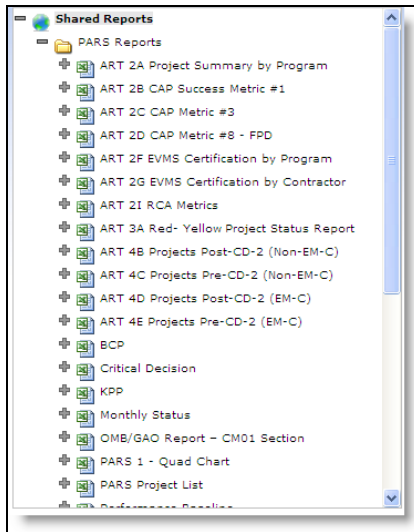 Shared Reports
PARS Reports
ART 2A Project Summary by Program
ART 2B CAP Success Metric #1
ART 2C CAP Metric #3
ART 2D CAP Metric #8 - FPD
ART 2F EVMS Certification by Program
ART 2G EVMS Certification by Contractor
ART 2I RCA Metrics
ART 3A Red- Yellow Project Status Report
ART 4B Projects Post-CD-2 (Non-EM-C)
ART 4C Projects Pre-CD-2 (Non-EM-C)
ART 4D Projects Post-CD-2 (EM-C)
ART 4E Projects Pre-CD-2 (EM-C)
BCP
Critical Decision
KPP
Monthly Status
OMB/GAO Report – CM01 Section
PARS 1 - Quad Chart
PARS Project List
Performance Baseline